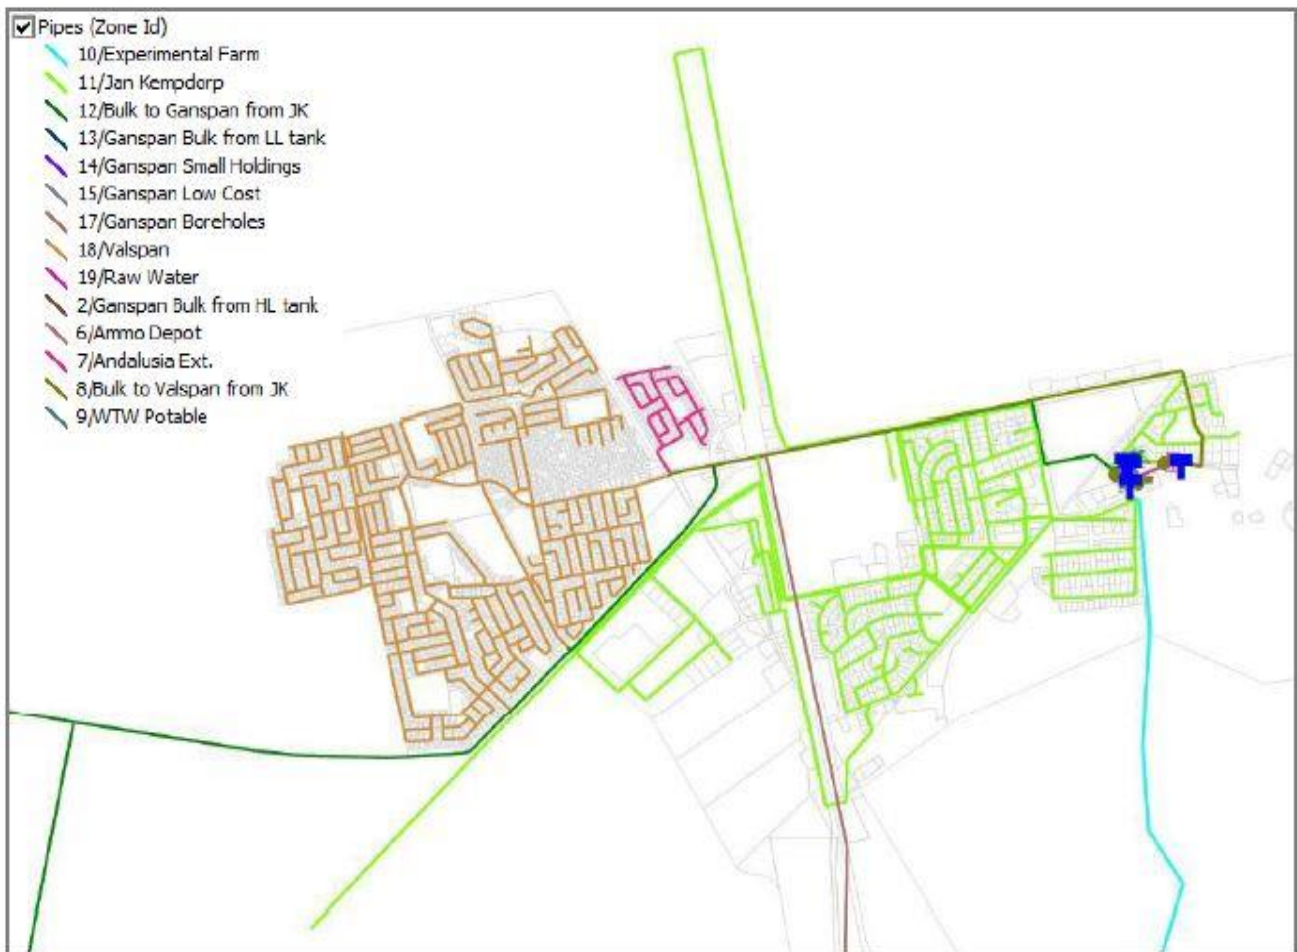 Pipes (Zone Id)
10/Experimental Farm
11/Jan Kempdorp
12/Bulk to Ganspan from JK
13/Ganspan Bulk from LL tank
14/Ganspan Small Holdings
15/Ganspan Low Cost
17/Ganspan Boreholes
18/Valspan
19/Raw Water
2/Ganspan Bulk from HL tank
6/Ammo Depot
7/Andalusia Ext.
8/Bulk to Valspan from JK
9/WTW Potable